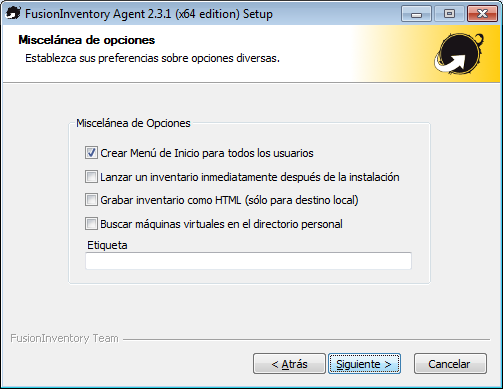 FusionInventory Agent 2.3.1 (x64 edition) Setup
Miscelánea de opciones
Establezca sus preferencias sobre opciones diversas.
Miscelánea de Opciones
Crear Menú de Inicio para todos los usuarios
Lanzar un inventario inmediatamente después de la instalación
Grabar inventario como HTML (sólo para destino local)
Buscar máquinas virtuales en el directorio personal
Etiqueta
FusionInventory Team
< Atrás
Siguiente >
Cancelar